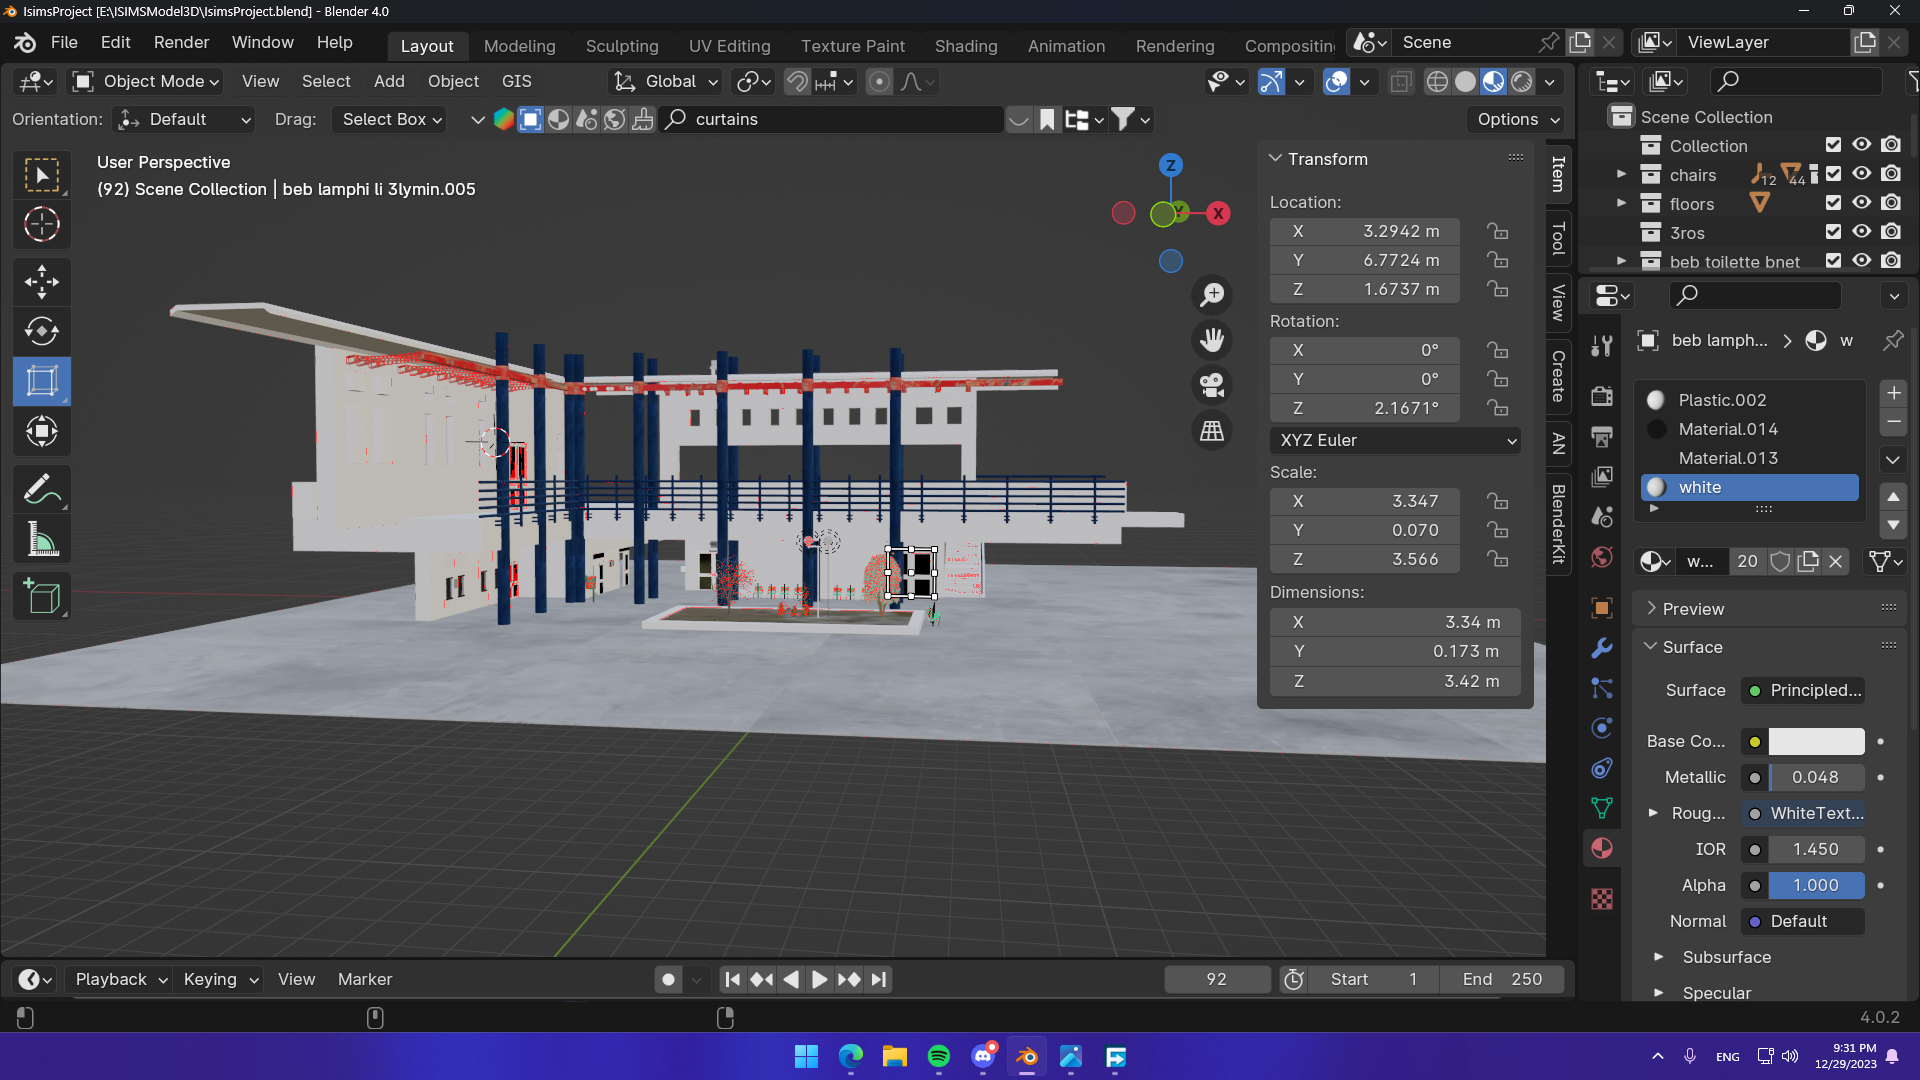 IsimsProject [E:\ISIMSModel3D\IsimsProject.blend] - Blender 4.0
File Edit Render Window Help
Layout Modeling Sculpting UV Editing Texture Paint Shading Animation Rendering Compositing
Scene
ViewLayer
Object Mode View Select Add Object GIS
Global
Orientation: Default Drag: Select Box
curtains
Options
User Perspective
(92) Scene Collection | beb lamphi li 3lymin.005
Z
Y
X
Transform
Location:
X 3.2942 m
Y 6.7724 m
Z 1.6737 m
Rotation:
X 0°
Y 0°
Z 2.1671°
XYZ Euler
Scale:
X 3.347
Y 0.070
Z 3.566
Dimensions:
X 3.34 m
Y 0.173 m
Z 3.42 m
Item
Tool
View
Create
AN
BlenderKit
Scene Collection
Collection
chairs 12 44
floors
3ros
beb toilette bnet
beb lamph... w
Plastic.002
Material.014
Material.013
white
w... 20
Preview
Surface
Surface Principled...
Base Co...
Metallic 0.048
Roug... WhiteText...
IOR 1.450
Alpha 1.000
Normal Default
Subsurface
Specular
Playback Keying View Marker
92
Start 1
End 250
4.0.2
ENG
9:31 PM
12/29/2023